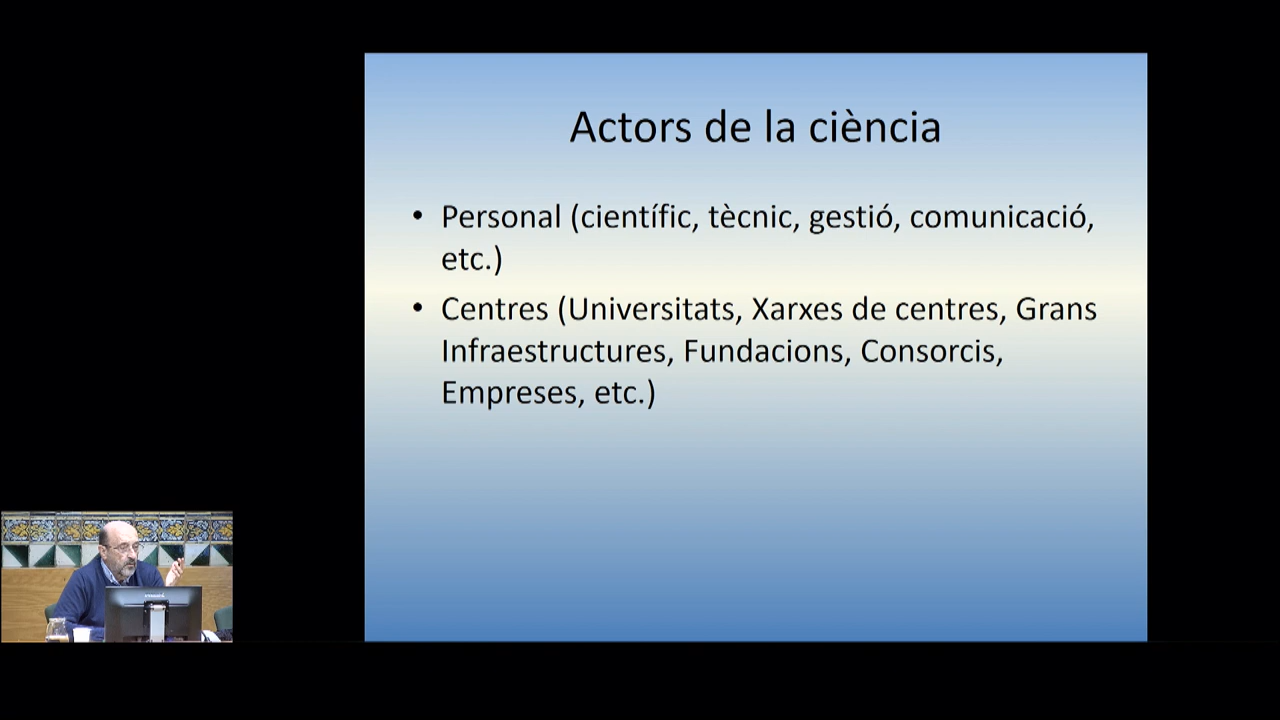 Actors de la ciència
• Personal (científic, tècnic, gestió, comunicació,
etc.)
• Centres (Universitats, Xarxes de centres, Grans
Infraestructures, Fundacions, Consorcis,
Empreses, etc.)